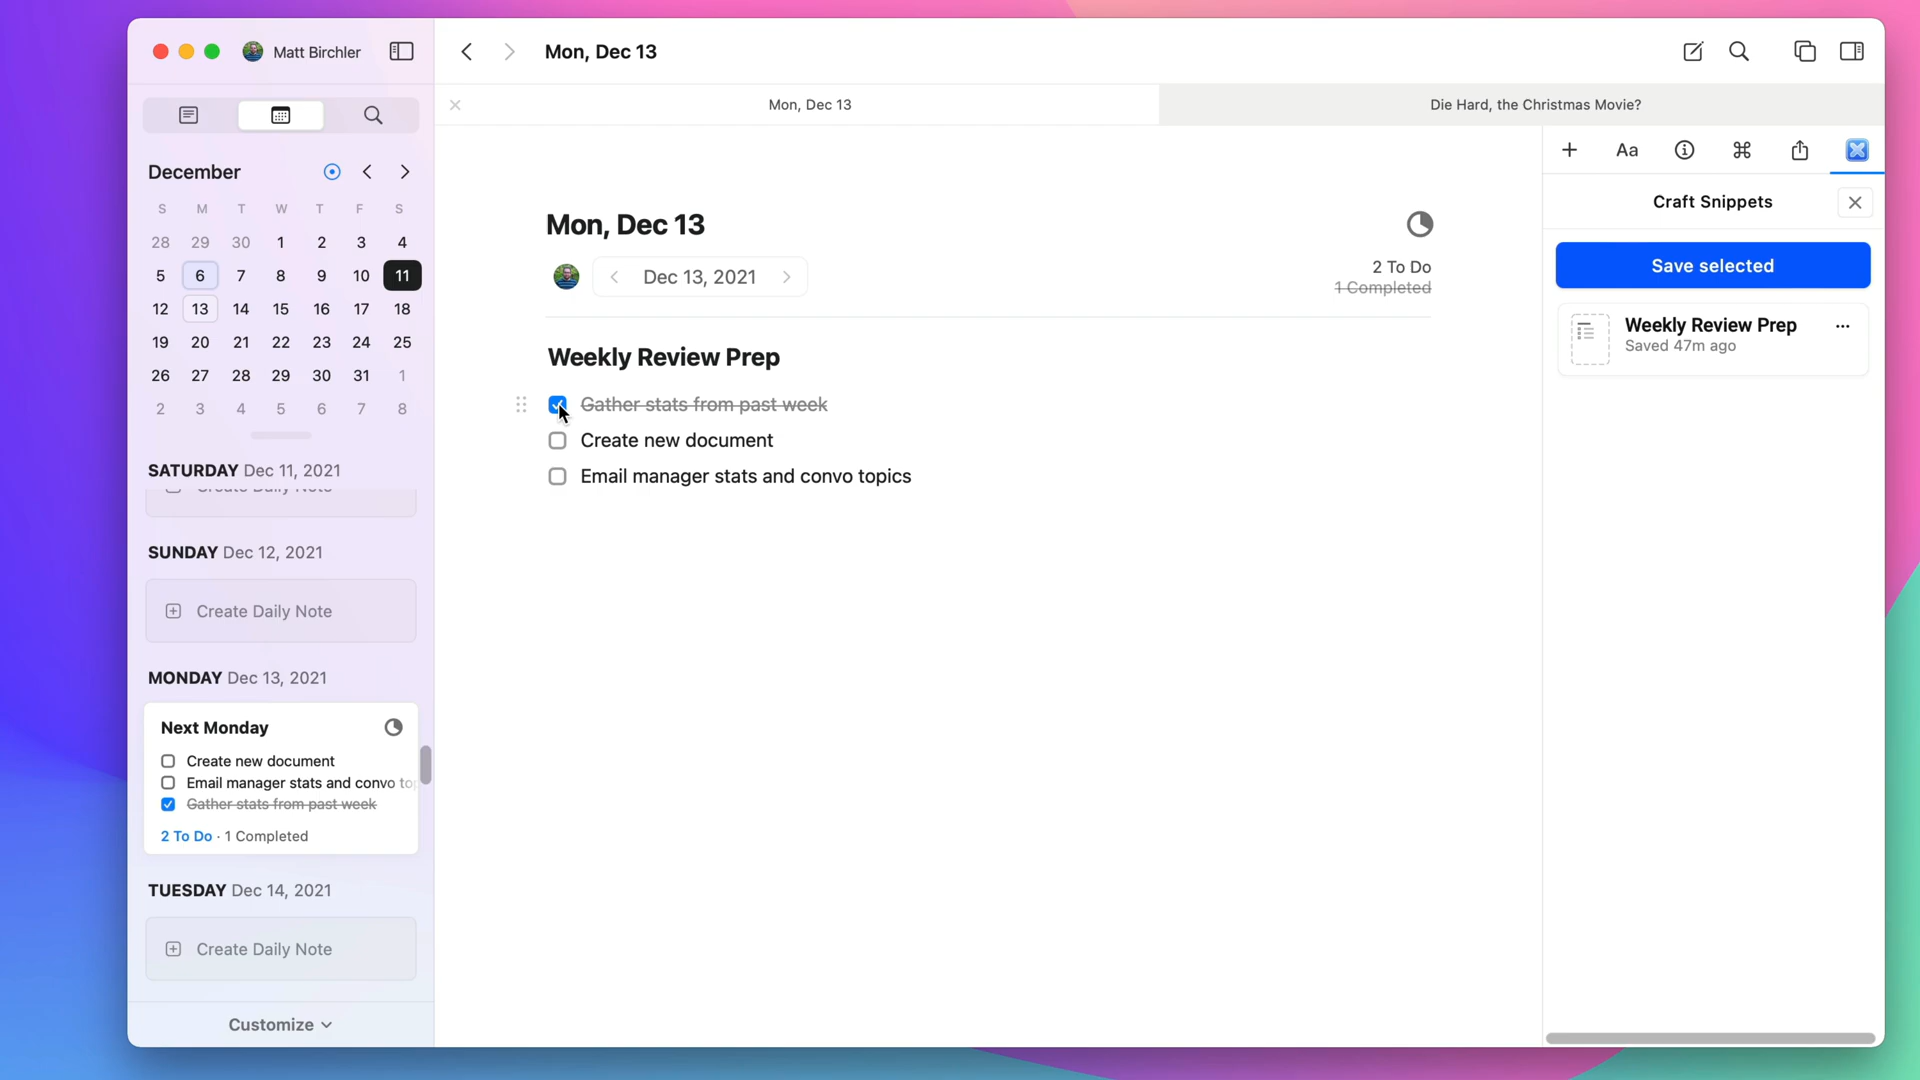 Matt Birchler
Mon, Dec 13
Mon, Dec 13
Die Hard, the Christmas Movie?
December
S M T W T F S
28 29 30 1 2 3 4
5 6 7 8 9 10 11
12 13 14 15 16 17 18
19 20 21 22 23 24 25
26 27 28 29 30 31 1
2 3 4 5 6 7 8
SATURDAY Dec 11, 2021
Create Daily Note
SUNDAY Dec 12, 2021
Create Daily Note
MONDAY Dec 13, 2021
Next Monday
Create new document
Email manager stats and convo top
Gather stats from past week
2 To Do · 1 Completed
TUESDAY Dec 14, 2021
Create Daily Note
Customize
Mon, Dec 13
Dec 13, 2021
2 To Do
1 Completed
Weekly Review Prep
Gather stats from past week
Create new document
Email manager stats and convo topics
Aa
Craft Snippets
Save selected
Weekly Review Prep
Saved 47m ago